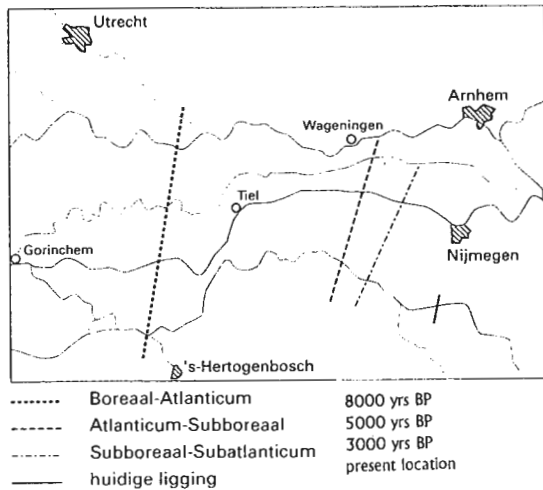 Utrecht
Arnhem
Wageningen
Tiel
Gorinchem
Nijmegen
's-Hertogenbosch
Boreaal-Atlanticum 8000 yrs BP
Atlanticum-Subboreaal 5000 yrs BP
Subboreaal-Subatlanticum 3000 yrs BP
huidige ligging present location